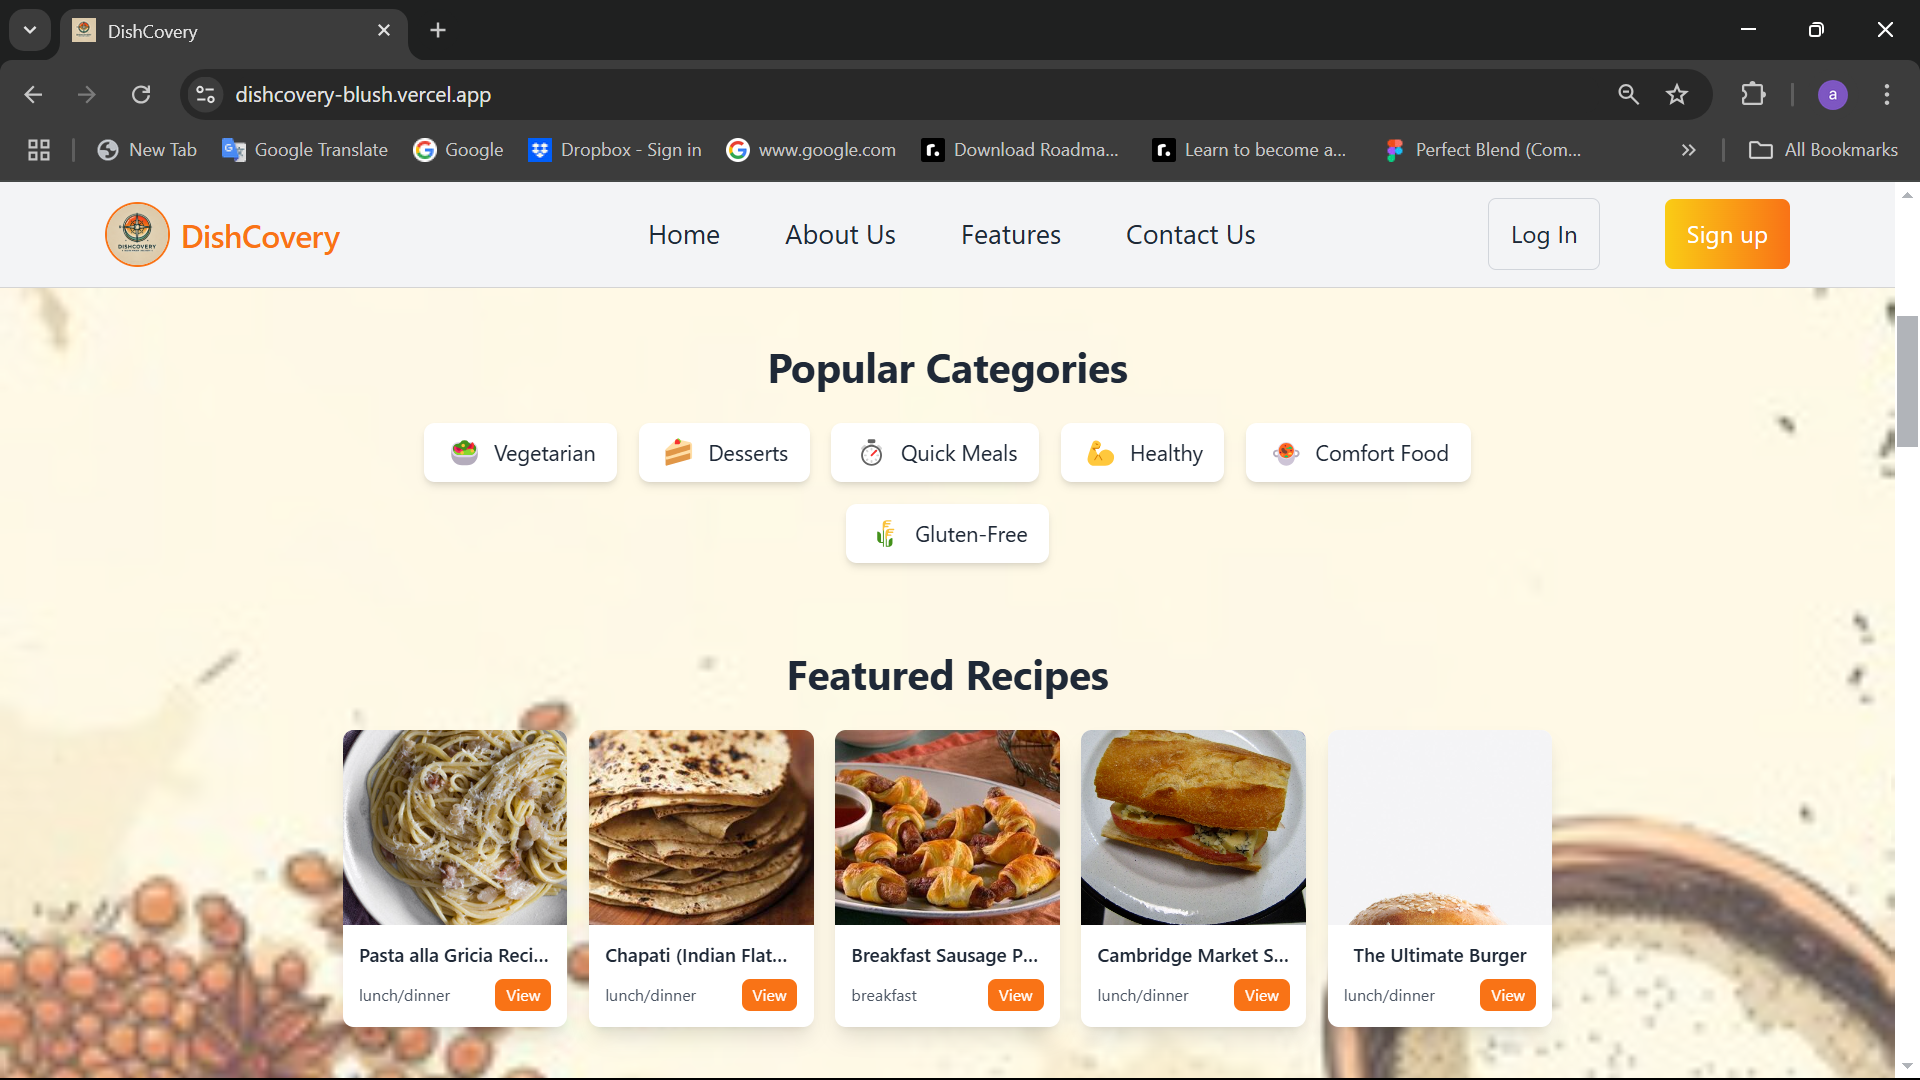 DishCovery
dishcovery-blush.vercel.app
a
New Tab
Google Translate
Google
Dropbox - Sign in
www.google.com
Download Roadma...
Learn to become a...
Perfect Blend (Com...
All Bookmarks
DISHCOVERY
DishCovery
Home
About Us
Features
Contact Us
Log In
Sign up
Popular Categories
Vegetarian
Desserts
Quick Meals
Healthy
Comfort Food
Gluten-Free
Featured Recipes
Pasta alla Gricia Reci...
Chapati (Indian Flat...
Breakfast Sausage P...
Cambridge Market S...
The Ultimate Burger
lunch/dinner
View
lunch/dinner
View
breakfast
View
lunch/dinner
View
lunch/dinner
View